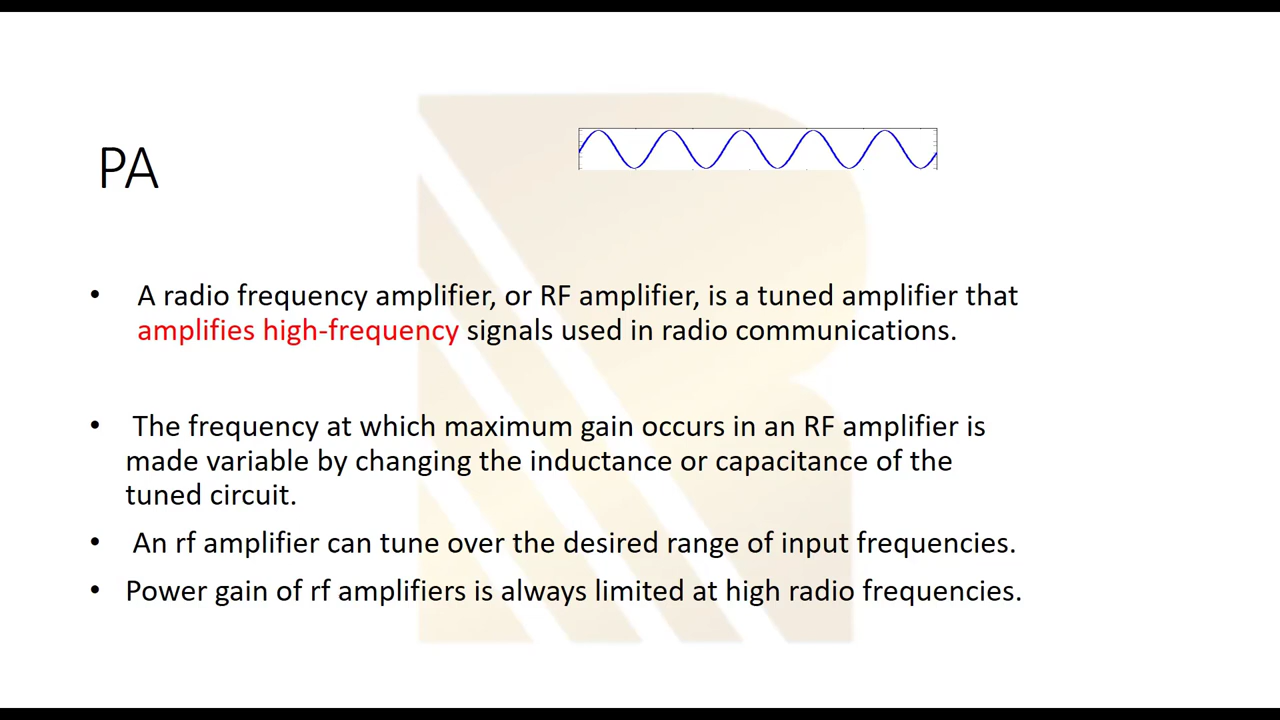 PA
• A radio frequency amplifier, or RF amplifier, is a tuned amplifier that
amplifies high-frequency signals used in radio communications.
• The frequency at which maximum gain occurs in an RF amplifier is
made variable by changing the inductance or capacitance of the
tuned circuit.
• An rf amplifier can tune over the desired range of input frequencies.
• Power gain of rf amplifiers is always limited at high radio frequencies.